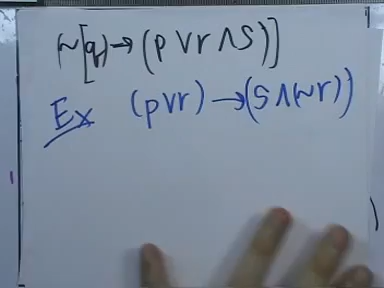 ~[q) → (p ∨ r ∧ s)]
Ex (p∨r) → (s ∧ (~r))